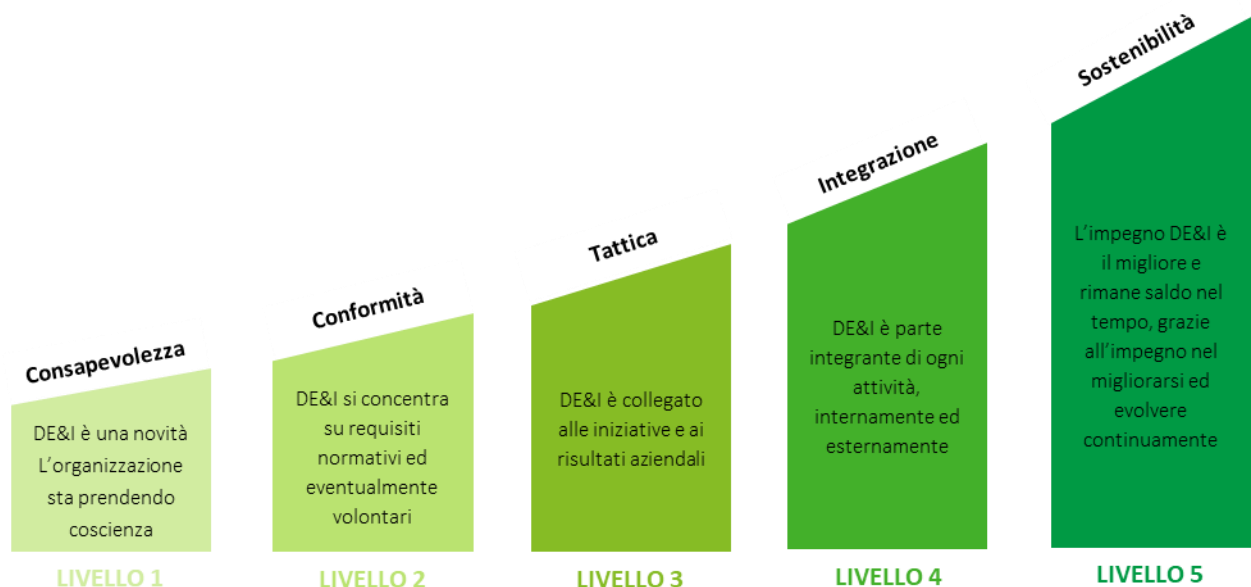 Consapevolezza
DE&I è una novità
L'organizzazione
sta prendendo
coscienza
LIVELLO 1
Conformità
DE&I si concentra
su requisiti
normativi ed
eventualmente
volontari
LIVELLO 2
Tattica
DE&I è collegato
alle iniziative e ai
risultati aziendali
LIVELLO 3
Integrazione
DE&I è parte
integrante di ogni
attività,
internamente ed
esternamente
LIVELLO 4
Sostenibilità
L'impegno DE&I è
il migliore e
rimane saldo nel
tempo, grazie
all'impegno nel
migliorarsi ed
evolvere
continuamente
LIVELLO 5